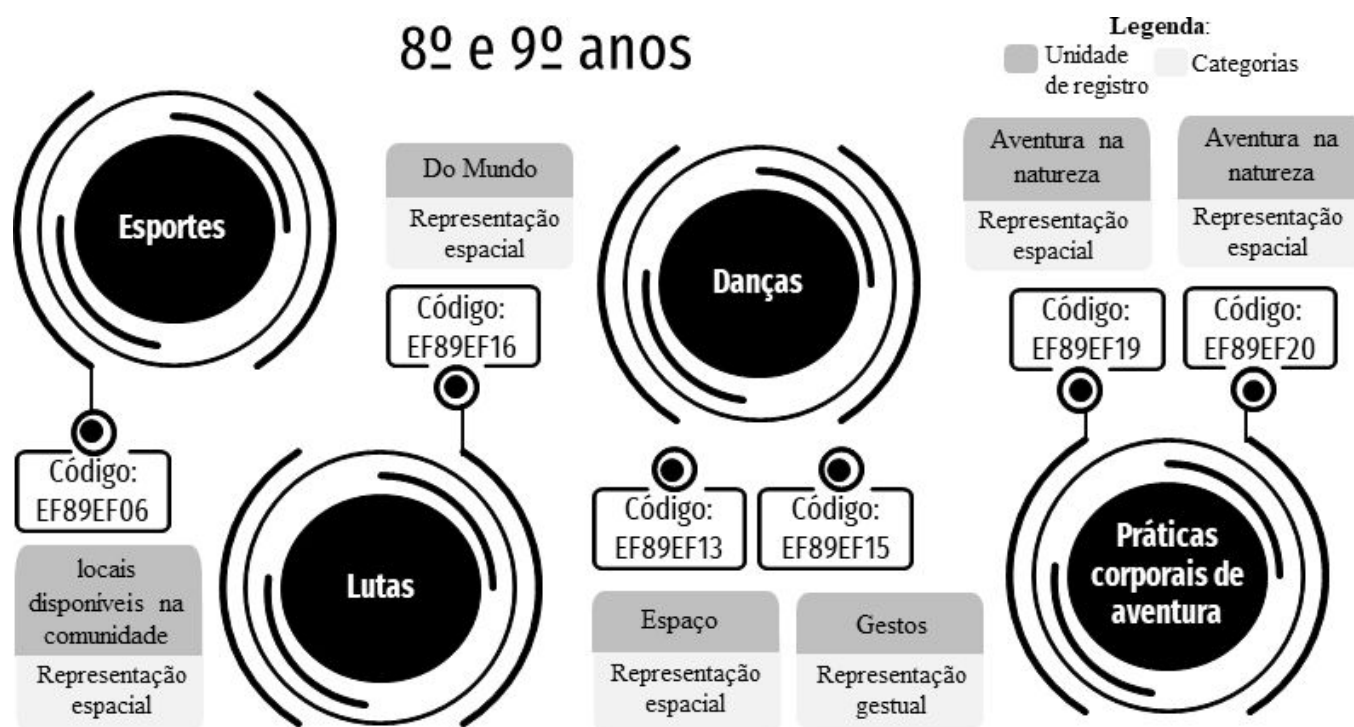 8º e 9º anos
Legenda:
Unidade
de registro
Categorias
Esportes
Código:
EF89EF06
locais
disponíveis na
comunidade
Representação
espacial
Do Mundo
Representação
espacial
Código:
EF89EF16
Lutas
Danças
Código:
EF89EF13
Espaço
Representação
espacial
Código:
EF89EF15
Gestos
Representação
gestual
Aventura na
natureza
Representação
espacial
Código:
EF89EF19
Aventura na
natureza
Representação
espacial
Código:
EF89EF20
Práticas
corporais de
aventura